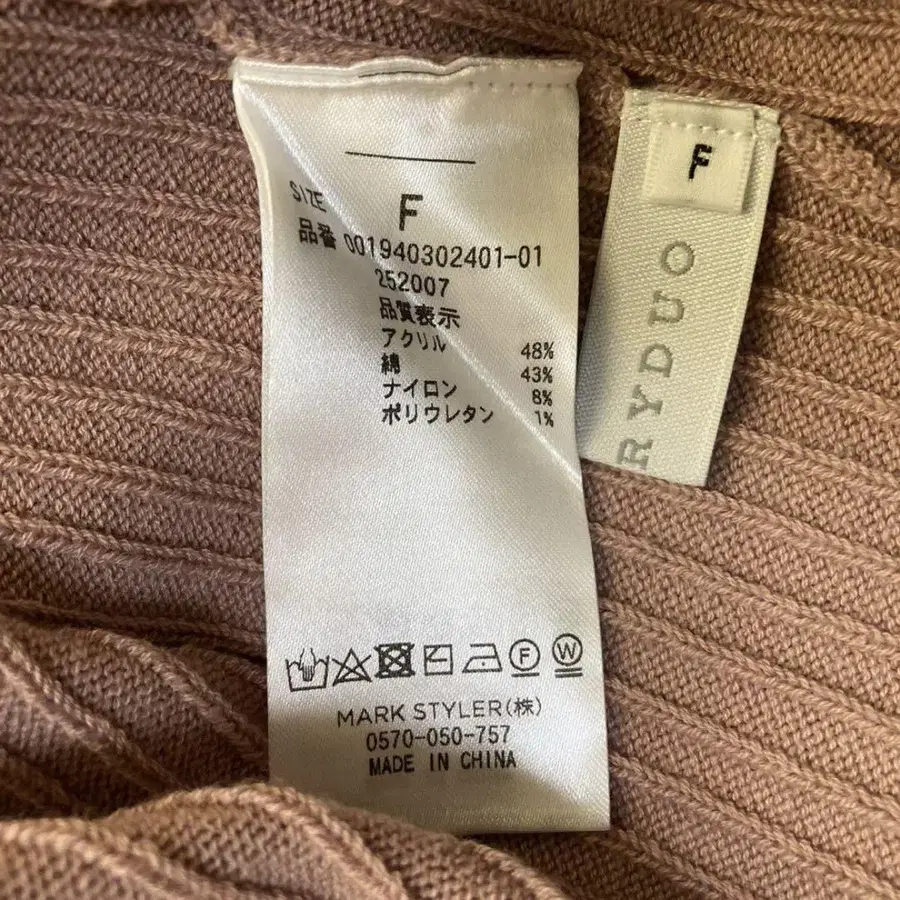 SIZE F
品番 001940302401-01
252007
品質表示
アクリル 48%
綿 43%
ナイロン 8%
ポリウレタン 1%
F W
MARK STYLER(株)
0570-050-757
MADE IN CHINA
F
RYDUO